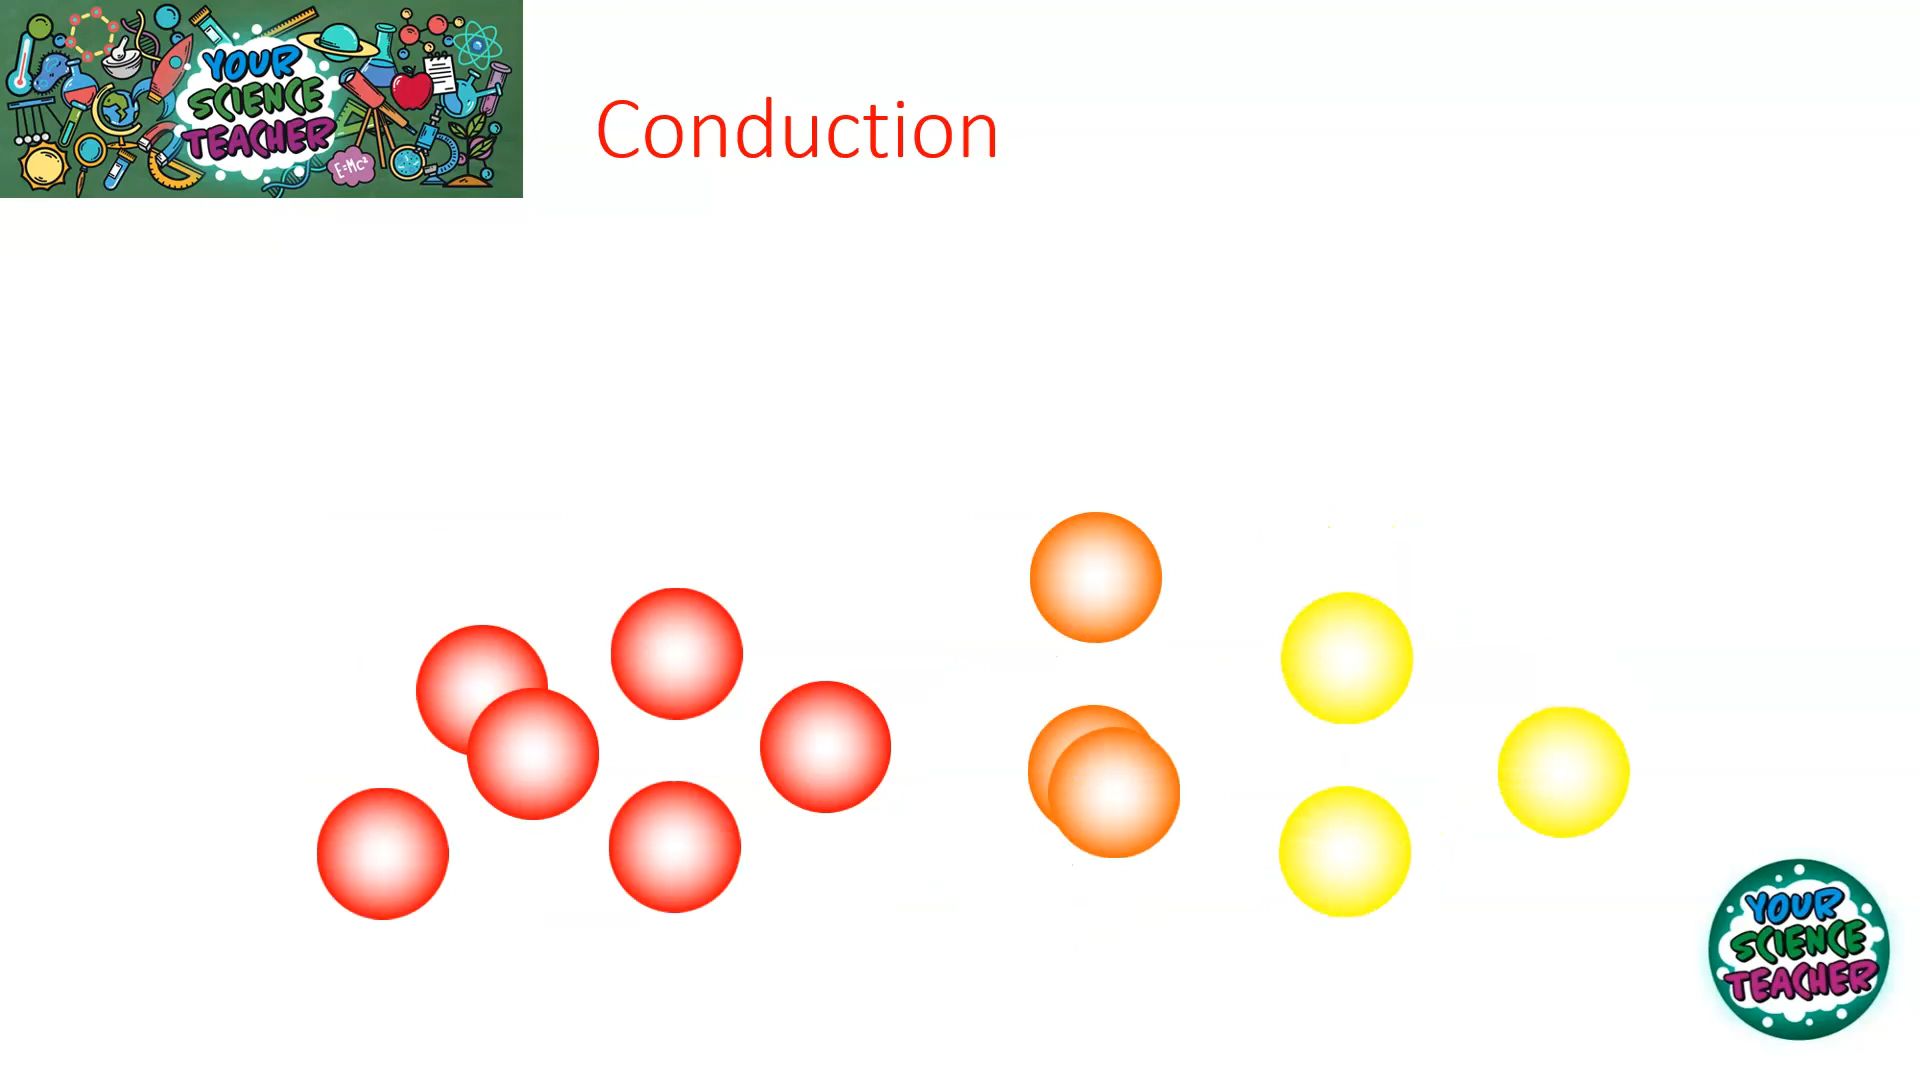 YOUR
SCIENCE
TEACHER
E=MC²
Conduction
YOUR
SCIENCE
TEACHER